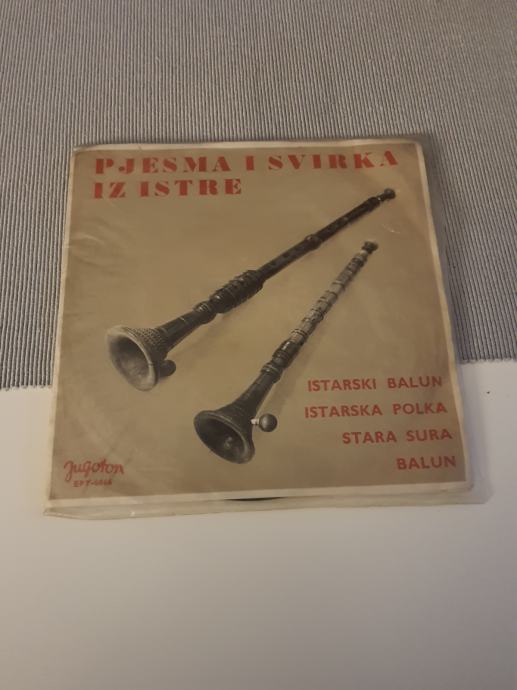 PJESMA I SVIRKA
IZ ISTRE
ISTARSKI BALUN
ISTARSKA POLKA
STARA SURA
BALUN
Jugoton